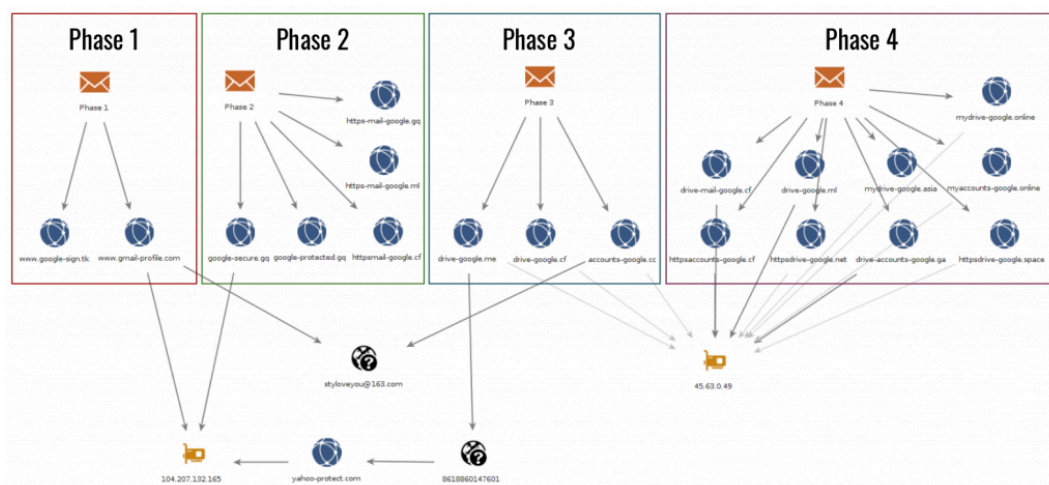 Phase 1
Phase 2
Phase 3
Phase 4
Phase 1
Phase 2
Phase 3
Phase 4
https-mail-google.gq
mydrive-google.online
https-mail-google.ml
drive-mail-google.cf
drive-google.ml
mydrive-google.asia
myaccounts-google.online
www.google-sign.tk
www.gmail-profile.com
google-secure.gq
google-protected.gq
httpsmail-google.cf
drive-google.me
drive-google.cf
accounts-google.cc
httpsaccounts-google.cf
httpsdrive-google.net
drive-accounts-google.ga
httpsdrive-google.space
styloveyou@163.com
45.63.0.49
104.207.132.165
yahoo-protect.com
8618860147601